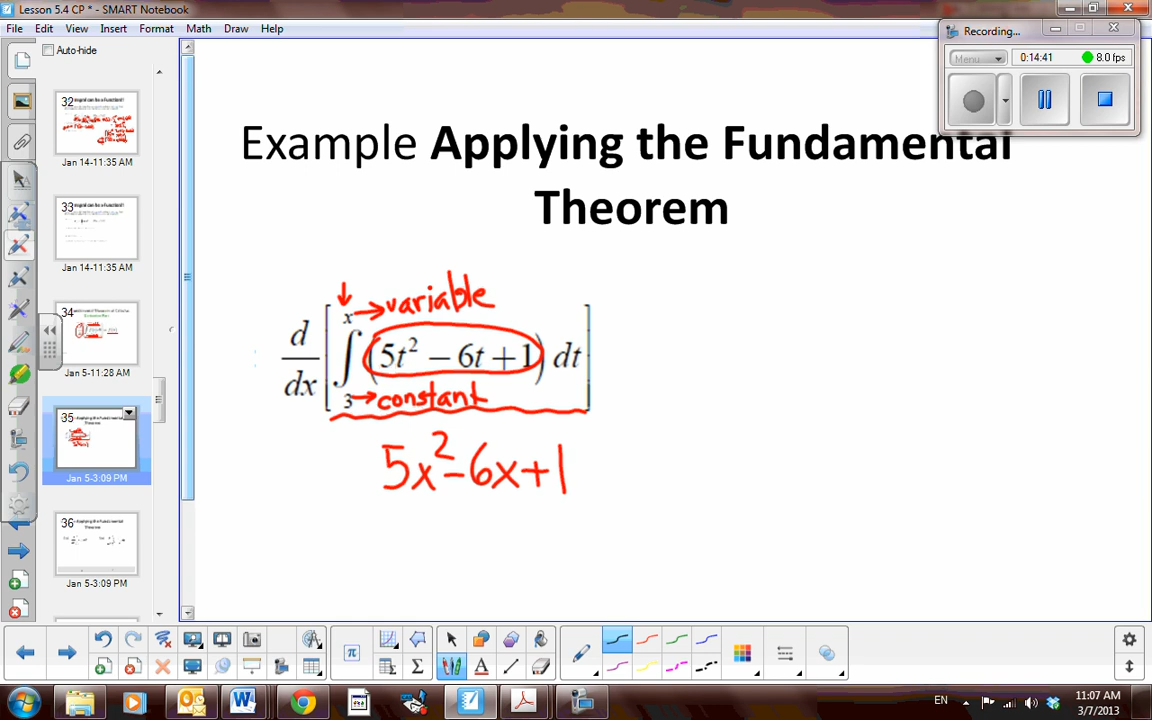 Lesson 5.4 CP * - SMART Notebook
File Edit View Insert Format Math Draw Help
Recording...
Menu 0:14:41 8.0 fps
Auto-hide
32
Jan 14-11:35 AM
33
Jan 14-11:35 AM
34
Jan 5-11:28 AM
35
Jan 5-3:09 PM
36
Jan 5-3:09 PM
Example Applying the Fundamental
Theorem
x→variable
d/dx [∫ (5t² – 6t + 1) dt]
3→constant
5x²-6x+1
π Σ A
EN 11:07 AM
3/7/2013